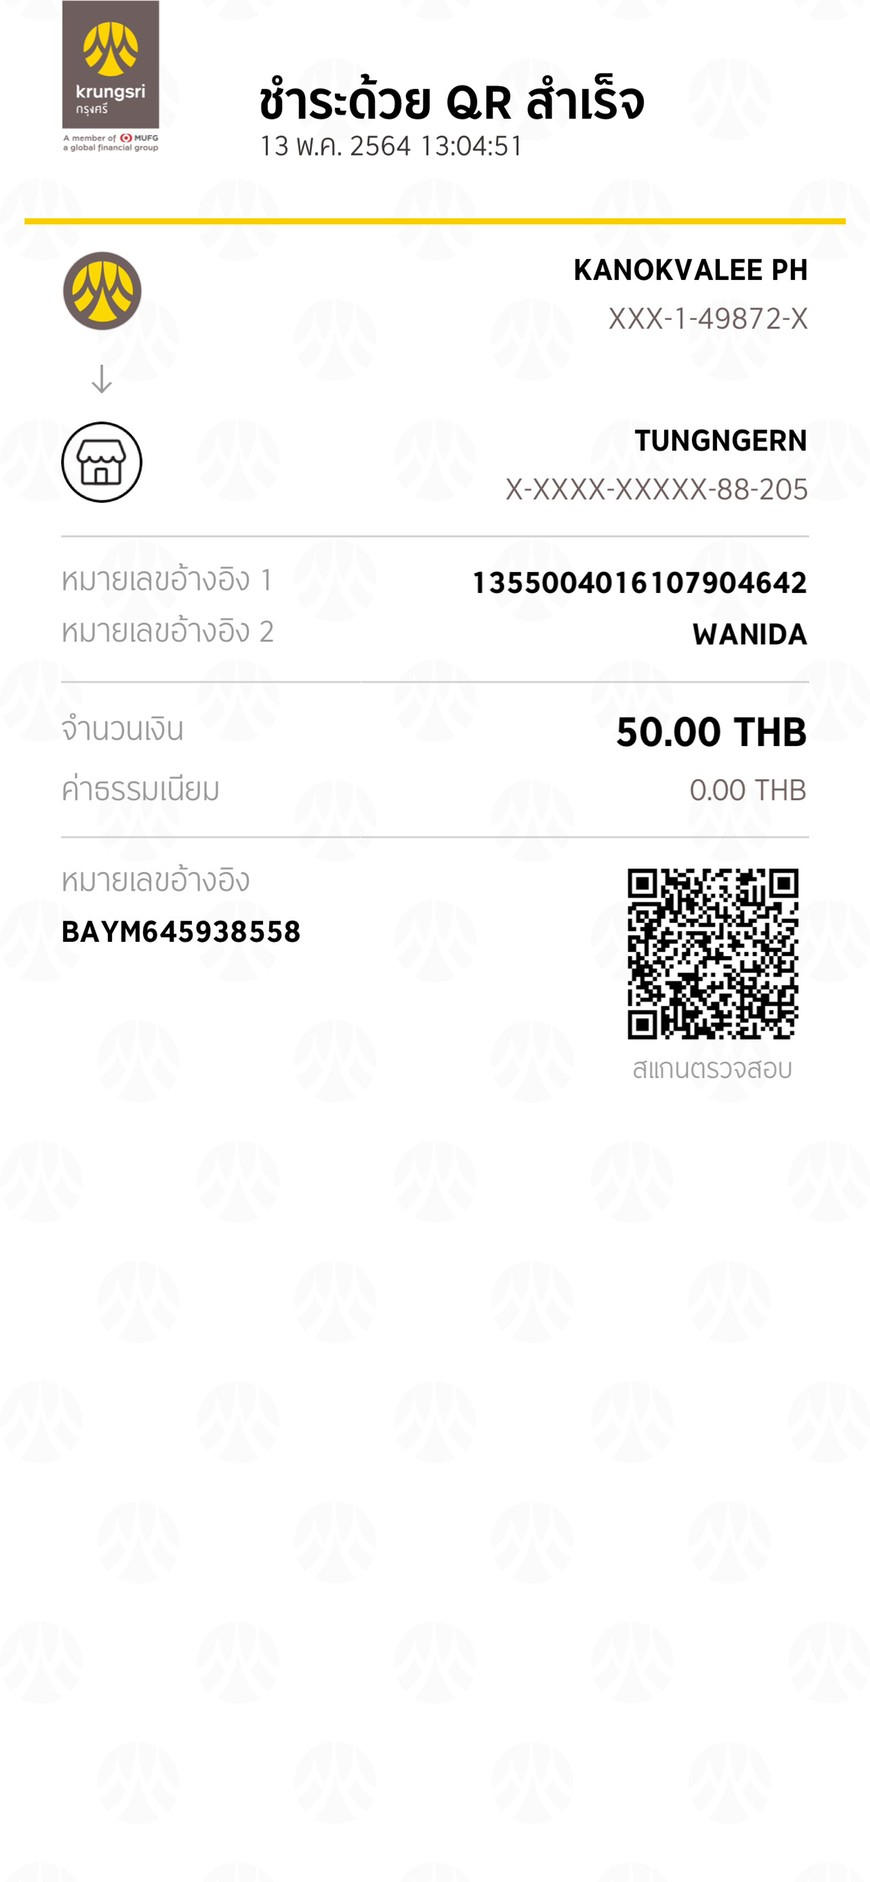 krungsri
กรุงศรี
A member of MUFG
a global financial group
ชำระด้วย QR สำเร็จ
13 พ.ค. 2564 13:04:51
KANOKVALEE PH
XXX-1-49872-X
TUNGNGERN
X-XXXX-XXXXX-88-205
หมายเลขอ้างอิง 1 1355004016107904642
หมายเลขอ้างอิง 2 WANIDA
จำนวนเงิน 50.00 THB
ค่าธรรมเนียม 0.00 THB
หมายเลขอ้างอิง
BAYM645938558
สแกนตรวจสอบ